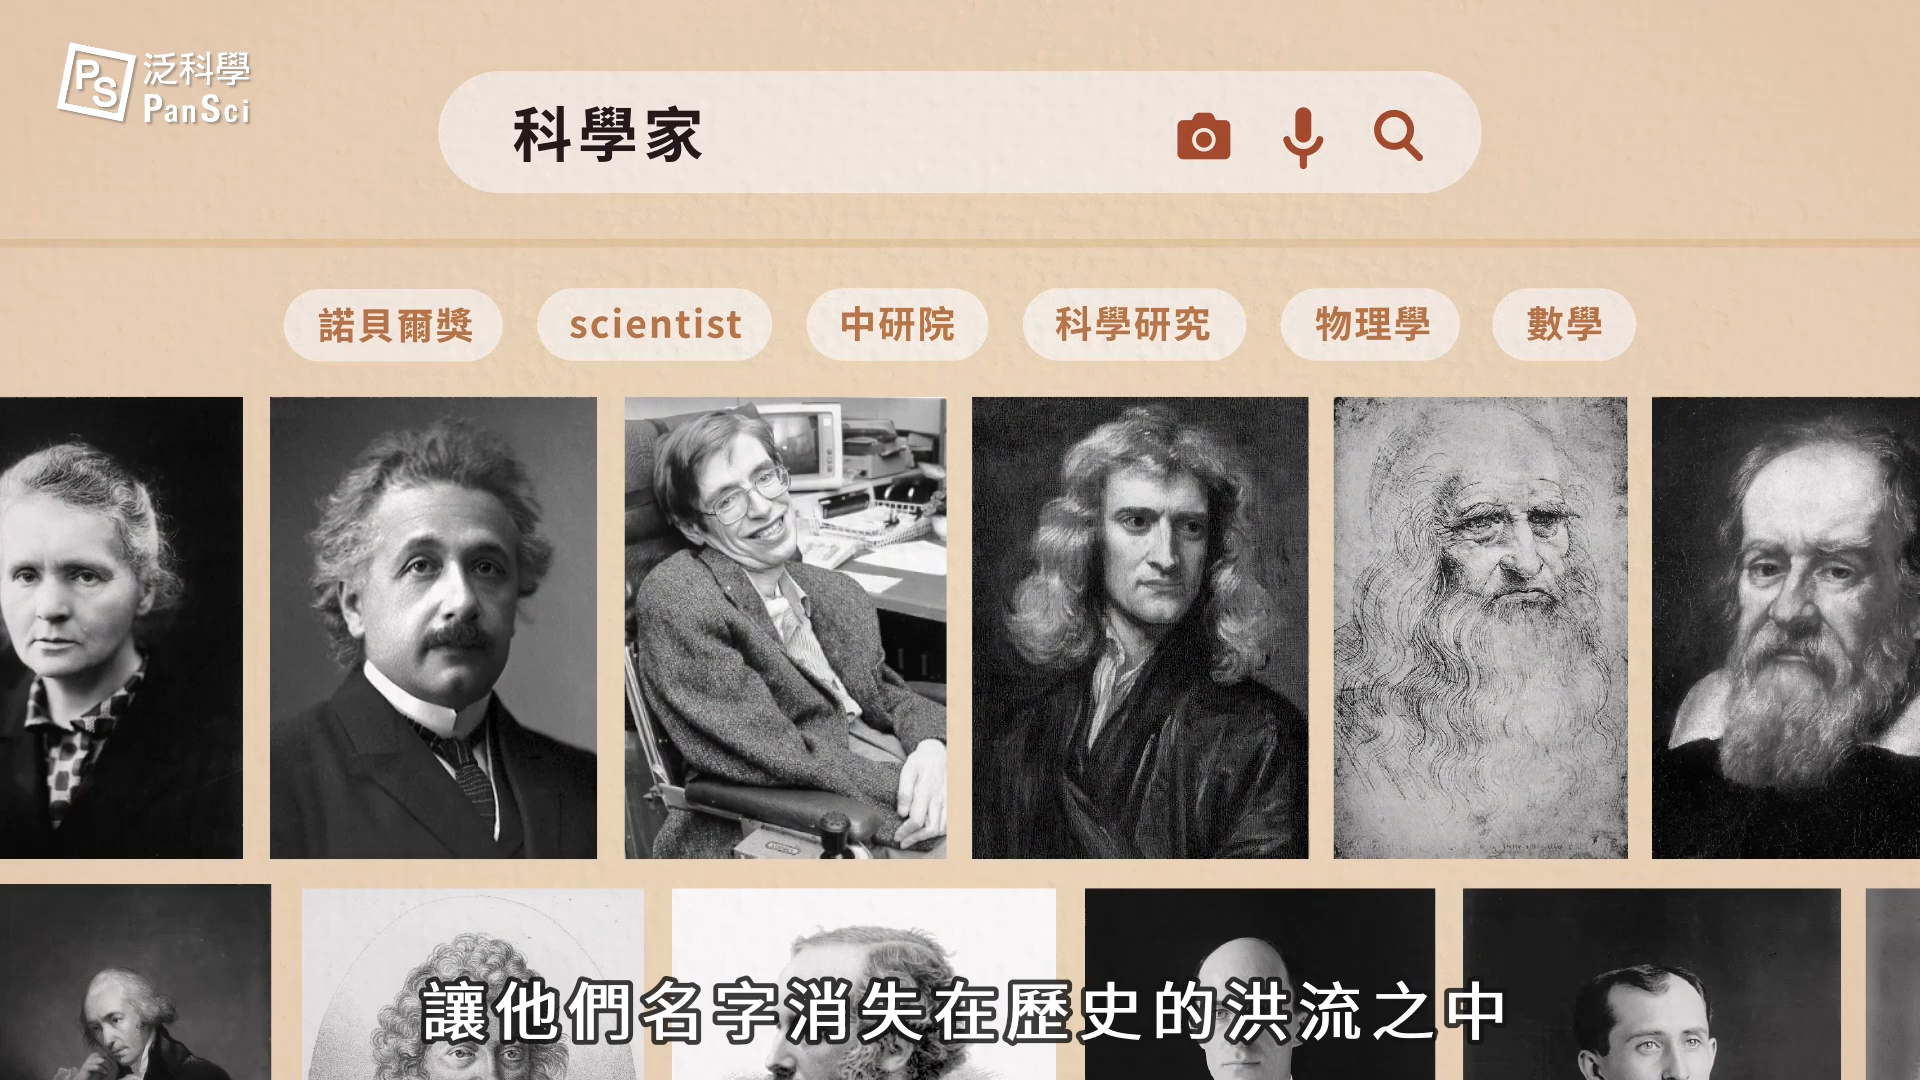 PS
泛科學
PanSci
科學家
諾貝爾獎
scientist
中研院
科學研究
物理學
數學
讓他們名字消失在歷史的洪流之中